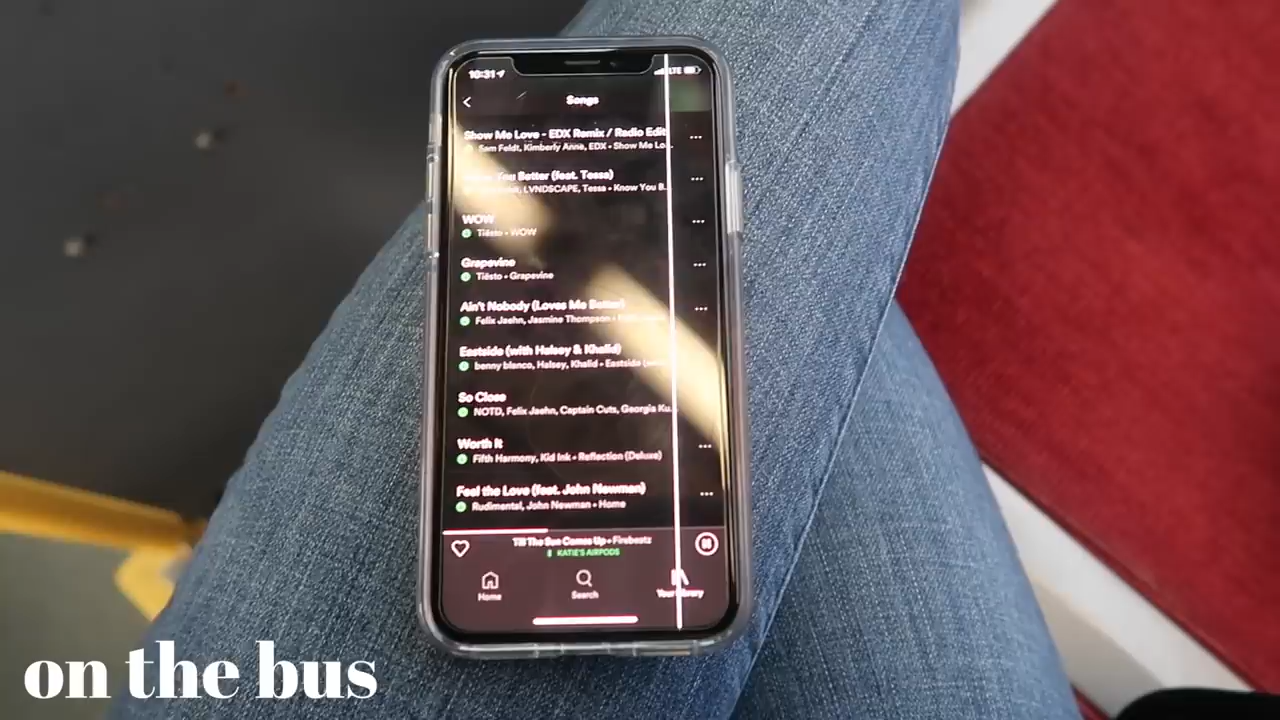 10:31
LTE
Songs
Show Me Love - EDX Remix / Radio Edit
Sam Feldt, Kimberly Anne, EDX • Show Me Lo...
You Better (feat. Tessa)
LVNDSCAPE, Tessa • Know You B...
WOW
Tiësto • WOW
Grapevine
Tiësto • Grapevine
Ain't Nobody (Loves Me Better)
Felix Jaehn, Jasmine Thompson •
Eastside (with Halsey & Khalid)
benny blanco, Halsey, Khalid • Eastside
So Close
NOTD, Felix Jaehn, Captain Cuts, Georgia Ku...
Worth It
Fifth Harmony, Kid Ink • Reflection (Deluxe)
Feel the Love (feat. John Newman)
Rudimental, John Newman • Home
Till The Sun Comes Up • Firebeatz
KATIE'S AIRPODS
Home
Search
Your Library
on the bus